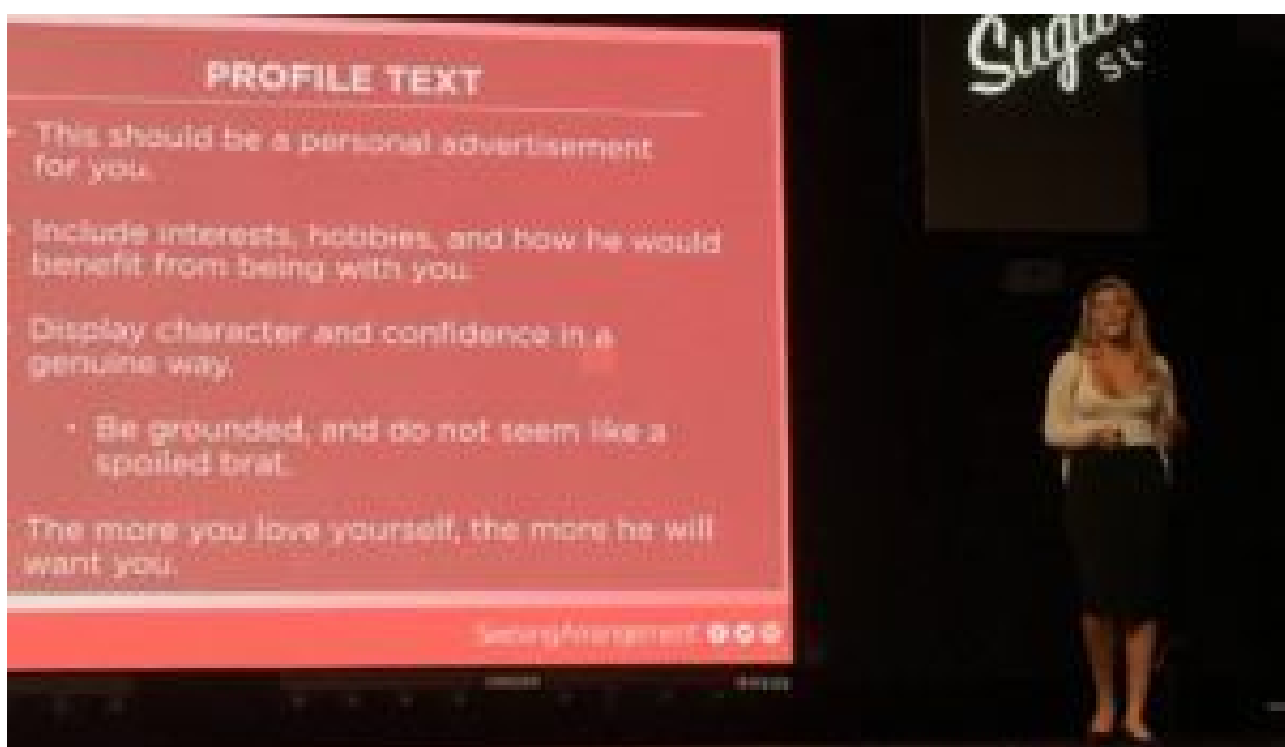 PROFILE TEXT
• This should be a personal advertisement
for you.
Include interests, hobbies, and how he would
benefit from being with you.
Display character and confidence in a
genuine way.
• Be grounded, and do not seem like a
spoiled brat.
The more you love yourself, the more he will
want you.
SeekingArrangement